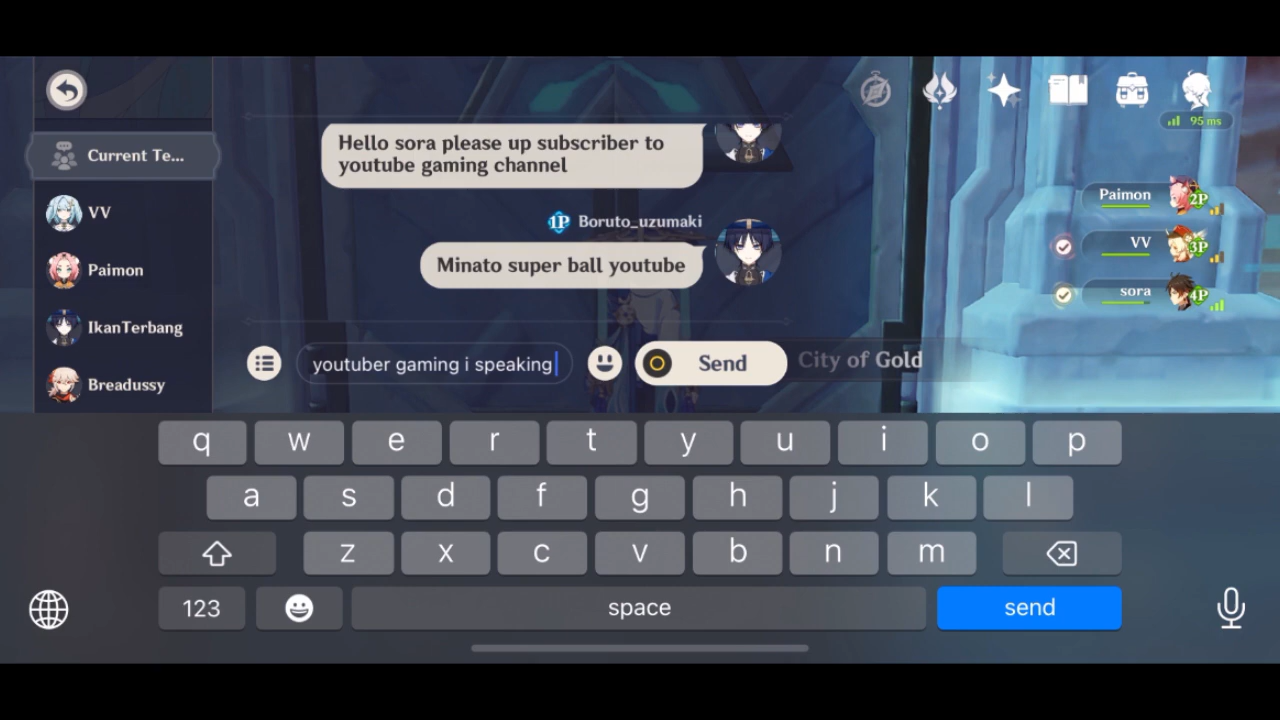 Hello sora please up subscriber to
youtube gaming channel
95 ms
Current Te...
VV
Paimon
IkanTerbang
Breadussy
1P Boruto_uzumaki
Minato super ball youtube
Paimon 2P
VV 3P
sora 4P
youtuber gaming i speaking
Send
City of Gold
q w e r t y u i o p
a s d f g h j k l
z x c v b n m
123
space
send